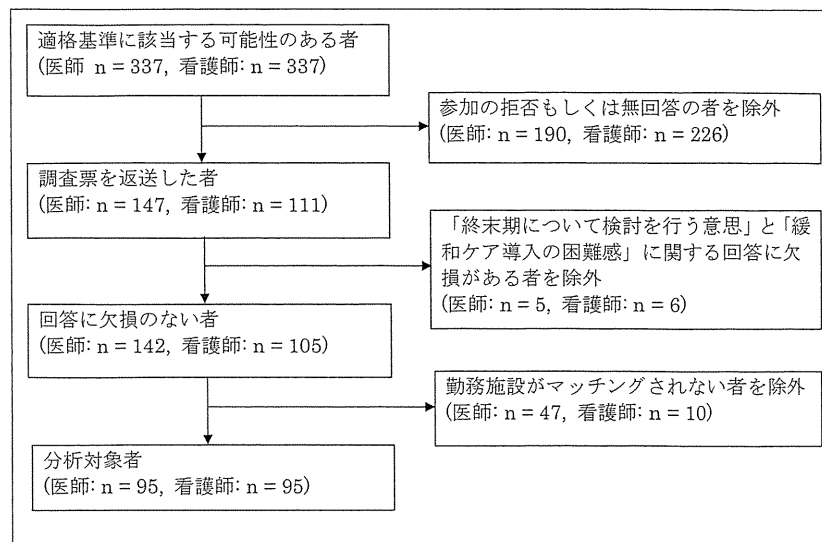 適格基準に該当する可能性のある者
(医師 n = 337, 看護師: n = 337)
参加の拒否もしくは無回答の者を除外
(医師: n = 190, 看護師: n = 226)
調査票を返送した者
(医師: n = 147, 看護師: n = 111)
「終末期について検討を行う意思」と「緩
和ケア導入の困難感」に関する回答に欠
損がある者を除外
(医師: n = 5, 看護師: n = 6)
回答に欠損のない者
(医師: n = 142, 看護師: n = 105)
勤務施設がマッチングされない者を除外
(医師: n = 47, 看護師: n = 10)
分析対象者
(医師: n = 95, 看護師: n = 95)